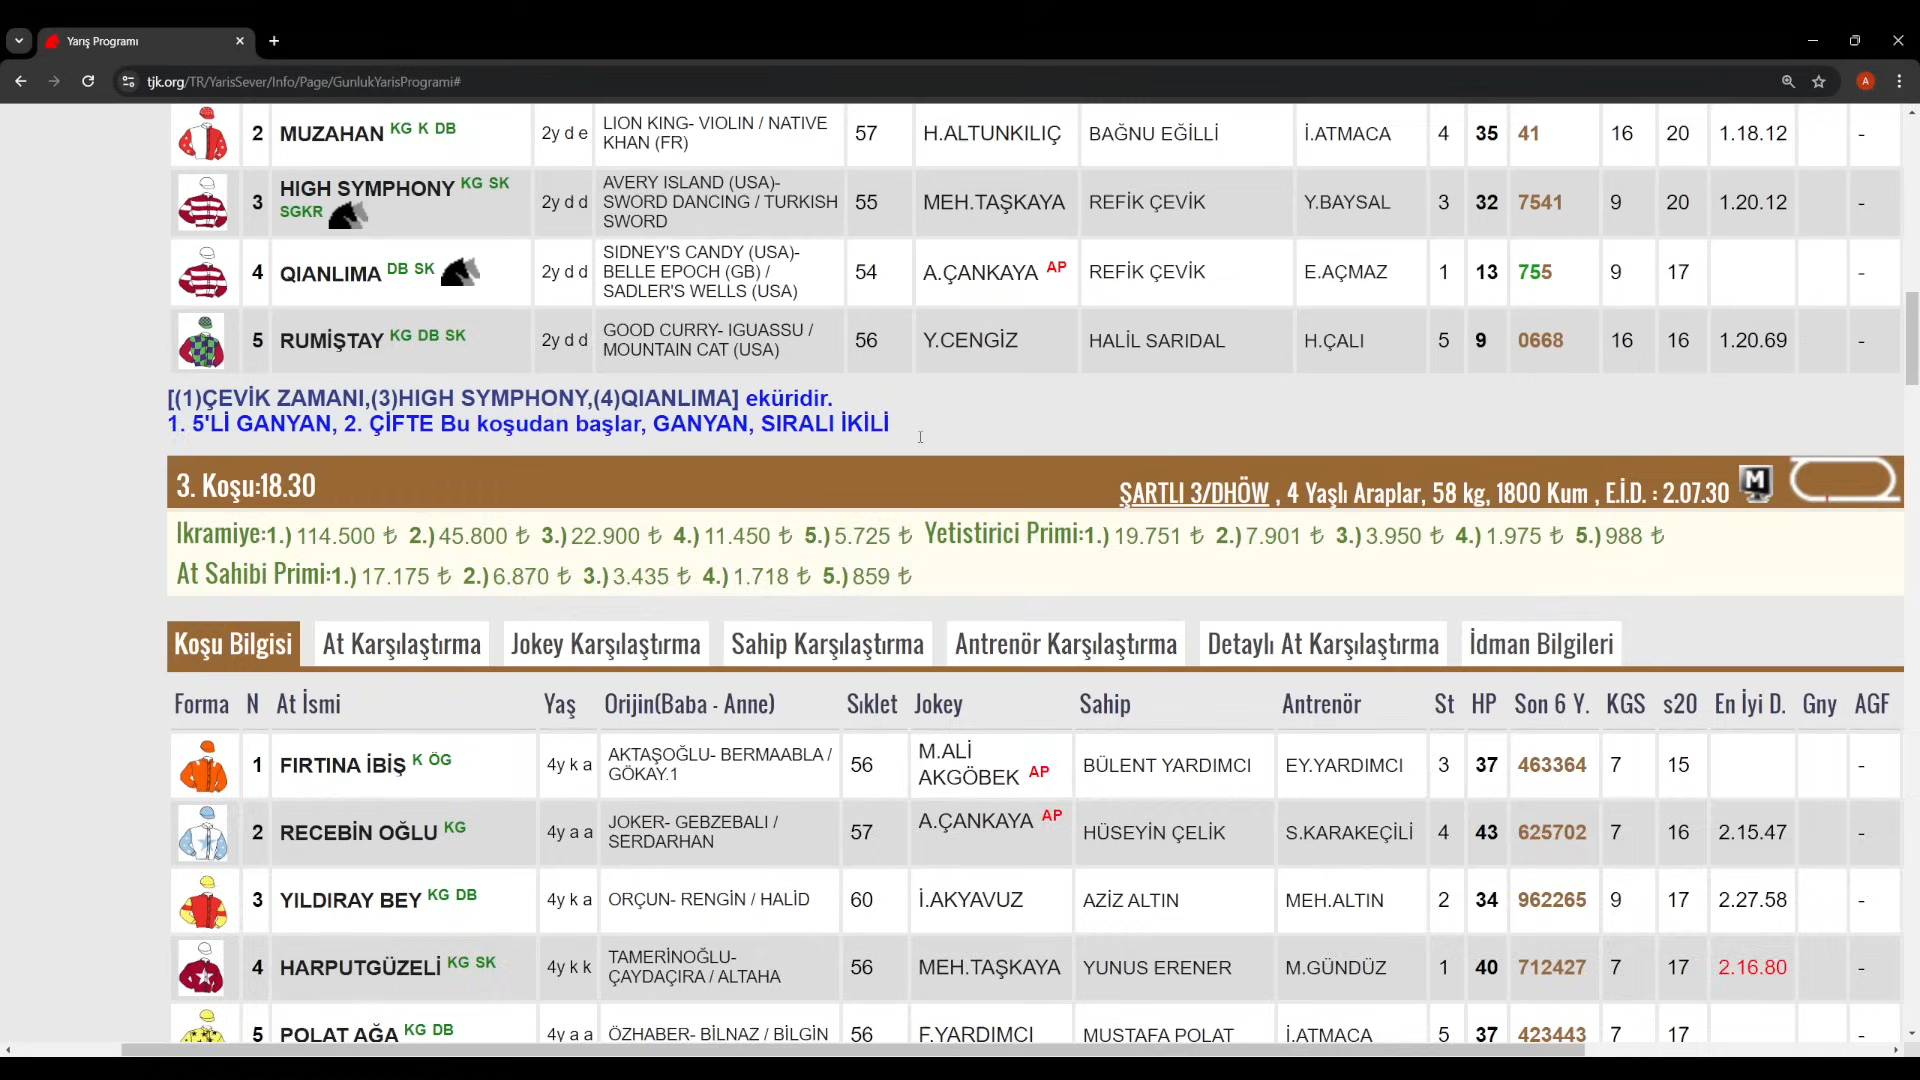 Yarış Programı
tjk.org/TR/YarisSever/Info/Page/GunlukYarisProgrami#
A
2 MUZAHAN KG K DB 2y d e LION KING- VIOLIN / NATIVE KHAN (FR) 57 H.ALTUNKILIÇ BAĞNU EĞİLLİ İ.ATMACA 4 35 41 16 20 1.18.12 -
3 HIGH SYMPHONY KG SK SGKR 2y d d AVERY ISLAND (USA)- SWORD DANCING / TURKISH SWORD 55 MEH.TAŞKAYA REFİK ÇEVİK Y.BAYSAL 3 32 7541 9 20 1.20.12 -
4 QIANLIMA DB SK 2y d d SIDNEY'S CANDY (USA)- BELLE EPOCH (GB) / SADLER'S WELLS (USA) 54 A.ÇANKAYA AP REFİK ÇEVİK E.AÇMAZ 1 13 755 9 17 -
5 RUMİŞTAY KG DB SK 2y d d GOOD CURRY- IGUASSU / MOUNTAIN CAT (USA) 56 Y.CENGİZ HALİL SARIDAL H.ÇALI 5 9 0668 16 16 1.20.69 -
[(1)ÇEVİK ZAMANI,(3)HIGH SYMPHONY,(4)QIANLIMA] eküridir.
1. 5'Lİ GANYAN, 2. ÇİFTE Bu koşudan başlar, GANYAN, SIRALI İKİLİ
3. Koşu:18.30 ŞARTLI 3/DHÖW , 4 Yaşlı Araplar, 58 kg, 1800 Kum , E.İ.D. : 2.07.30 M
Ikramiye:1.) 114.500 ₺ 2.) 45.800 ₺ 3.) 22.900 ₺ 4.) 11.450 ₺ 5.) 5.725 ₺ Yetistirici Primi:1.) 19.751 ₺ 2.) 7.901 ₺ 3.) 3.950 ₺ 4.) 1.975 ₺ 5.) 988 ₺
At Sahibi Primi:1.) 17.175 ₺ 2.) 6.870 ₺ 3.) 3.435 ₺ 4.) 1.718 ₺ 5.) 859 ₺
Koşu Bilgisi At Karşılaştırma Jokey Karşılaştırma Sahip Karşılaştırma Antrenör Karşılaştırma Detaylı At Karşılaştırma İdman Bilgileri
Forma N At İsmi Yaş Orijin(Baba - Anne) Sıklet Jokey Sahip Antrenör St HP Son 6 Y. KGS s20 En İyi D. Gny AGF
1 FIRTINA İBİŞ K ÖG 4y k a AKTAŞOĞLU- BERMAABLA / GÖKAY.1 56 M.ALİ AKGÖBEK AP BÜLENT YARDIMCI EY.YARDIMCI 3 37 463364 7 15 -
2 RECEBİN OĞLU KG 4y a a JOKER- GEBZEBALI / SERDARHAN 57 A.ÇANKAYA AP HÜSEYİN ÇELİK S.KARAKEÇİLİ 4 43 625702 7 16 2.15.47 -
3 YILDIRAY BEY KG DB 4y k a ORÇUN- RENGİN / HALİD 60 İ.AKYAVUZ AZİZ ALTIN MEH.ALTIN 2 34 962265 9 17 2.27.58 -
4 HARPUTGÜZELİ KG SK 4y k k TAMERİNOĞLU- ÇAYDAÇIRA / ALTAHA 56 MEH.TAŞKAYA YUNUS ERENER M.GÜNDÜZ 1 40 712427 7 17 2.16.80 -
5 POLAT AĞA KG DB 4y a a ÖZHABER- BİLNAZ / BİLGİN 56 F.YARDIMCI MUSTAFA POLAT İ.ATMACA 5 37 423443 7 17 -